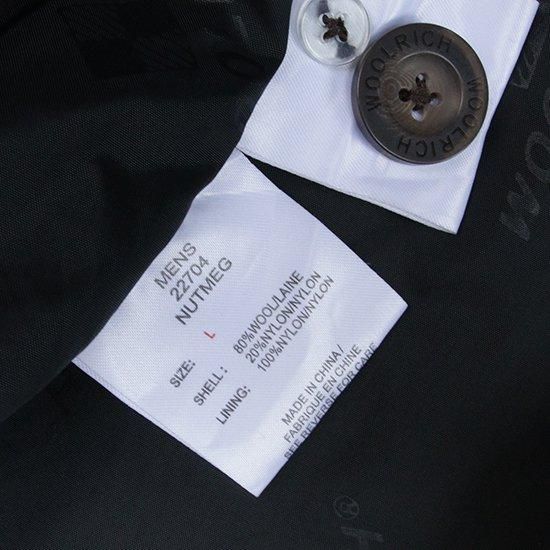 WOOLRICH WOOLRICH
MENS
22704
NUTMEG
SIZE: L
SHELL: 80%WOOL/LAINE
20%NYLON/NYLON
LINING: 100%NYLON/NYLON
MADE IN CHINA/
FABRIQUE EN CHINE
SEE REVERSE FOR CARE
WOO
®